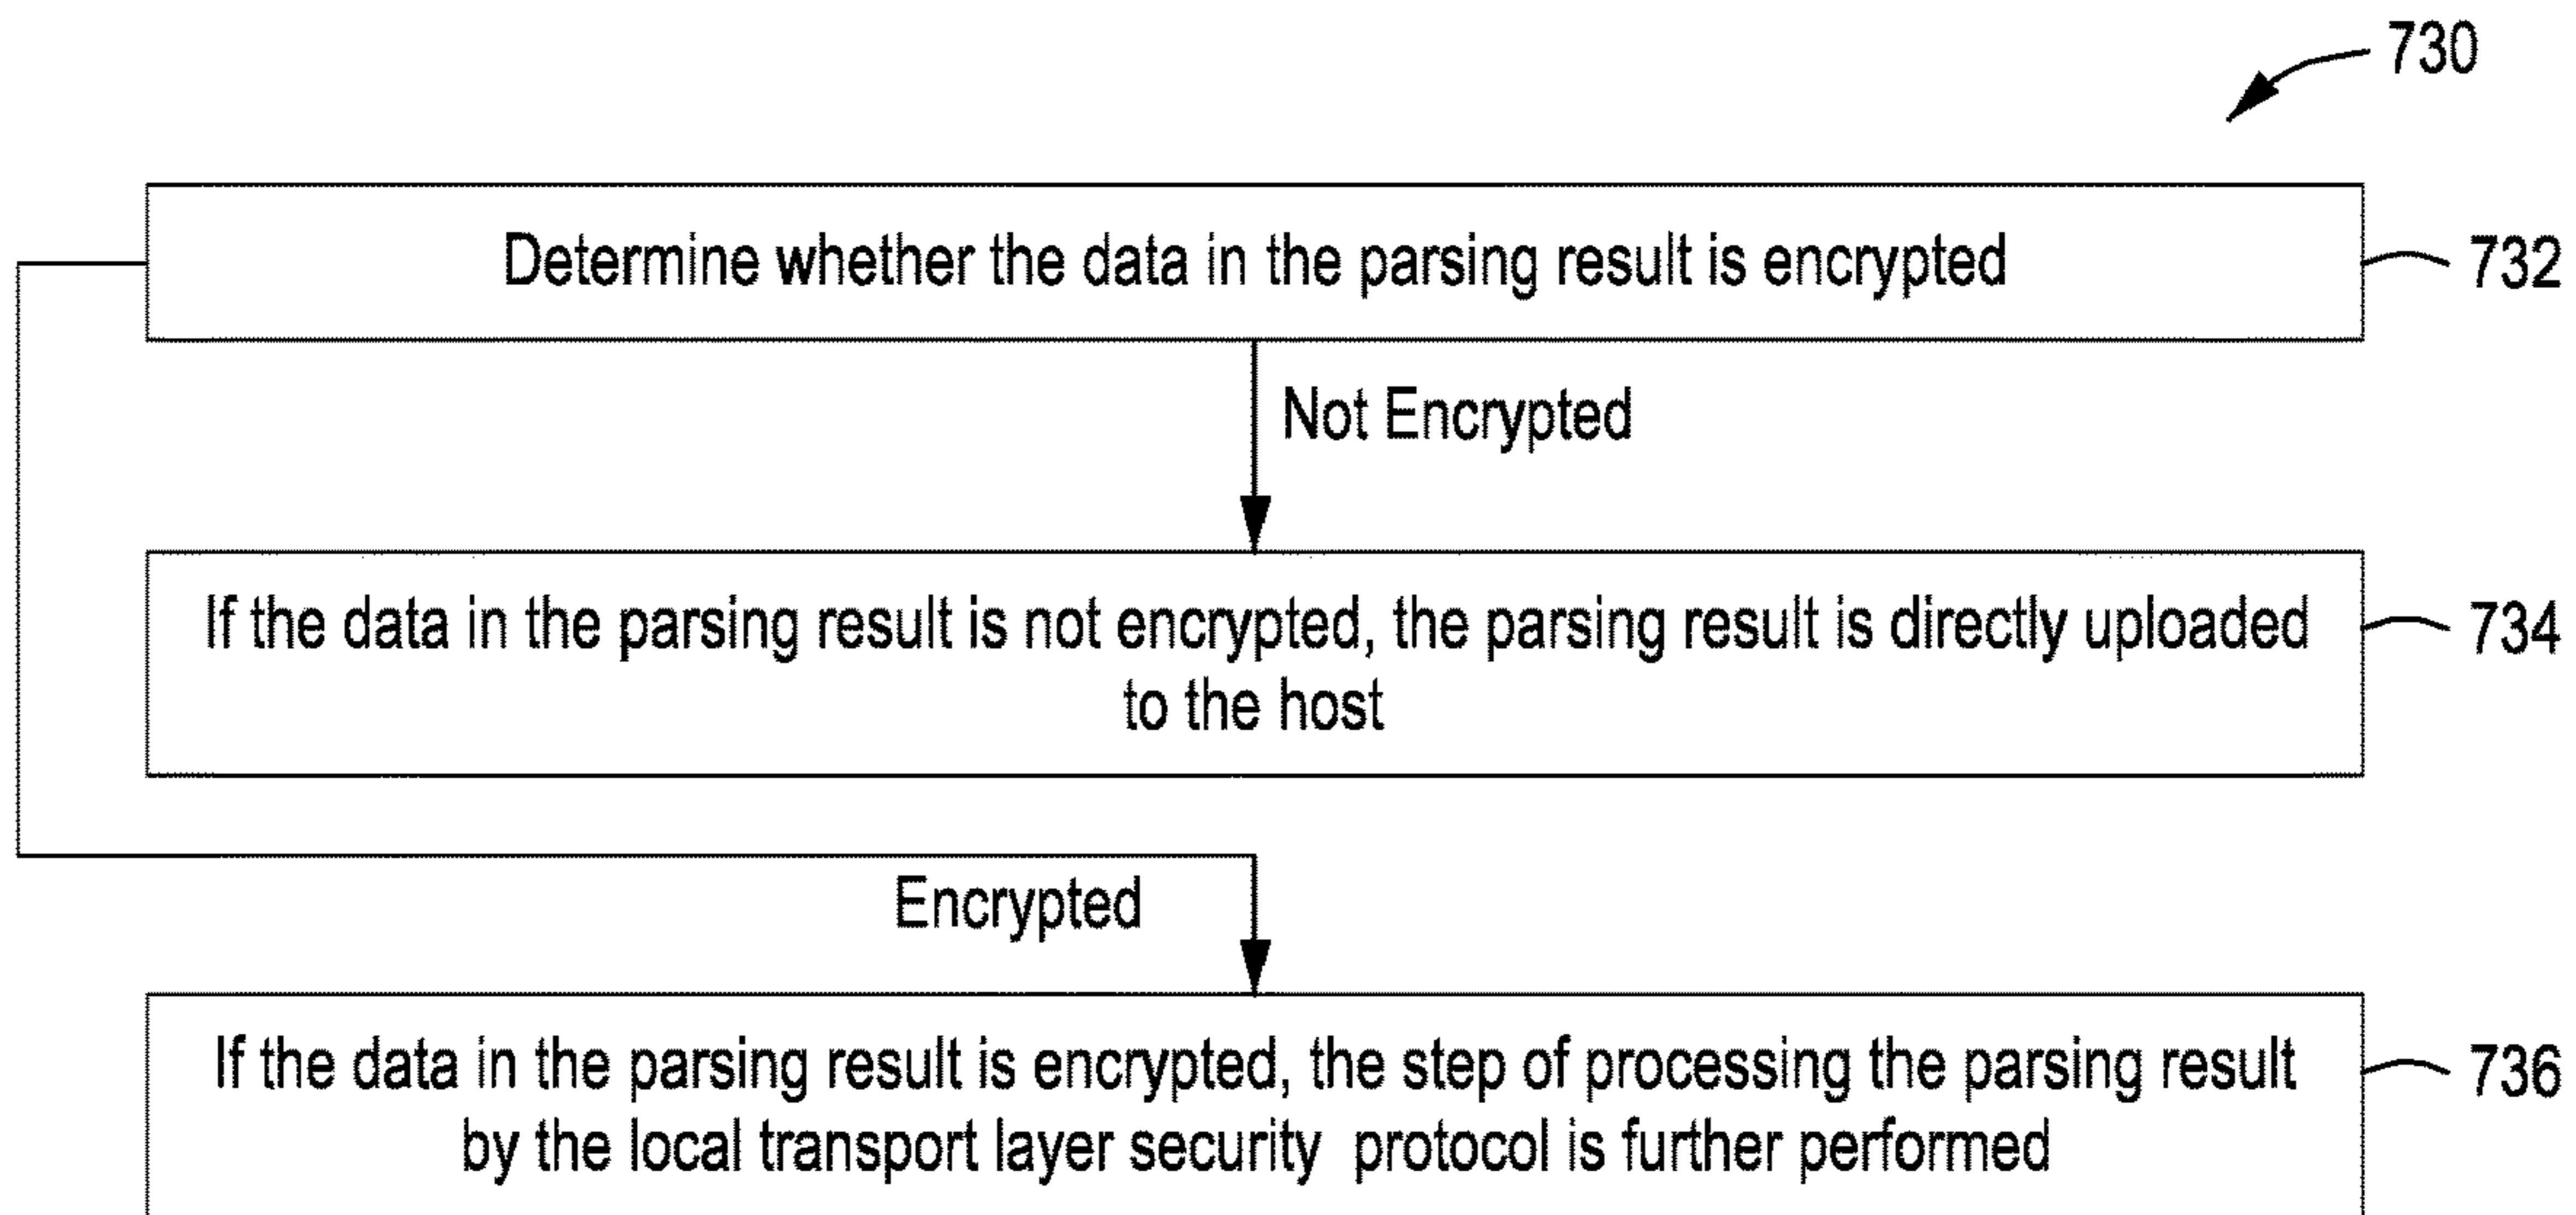 730
Determine whether the data in the parsing result is encrypted
732
Not Encrypted
If the data in the parsing result is not encrypted, the parsing result is directly uploaded
to the host
734
Encrypted
If the data in the parsing result is encrypted, the step of processing the parsing result
by the local transport layer security protocol is further performed
736